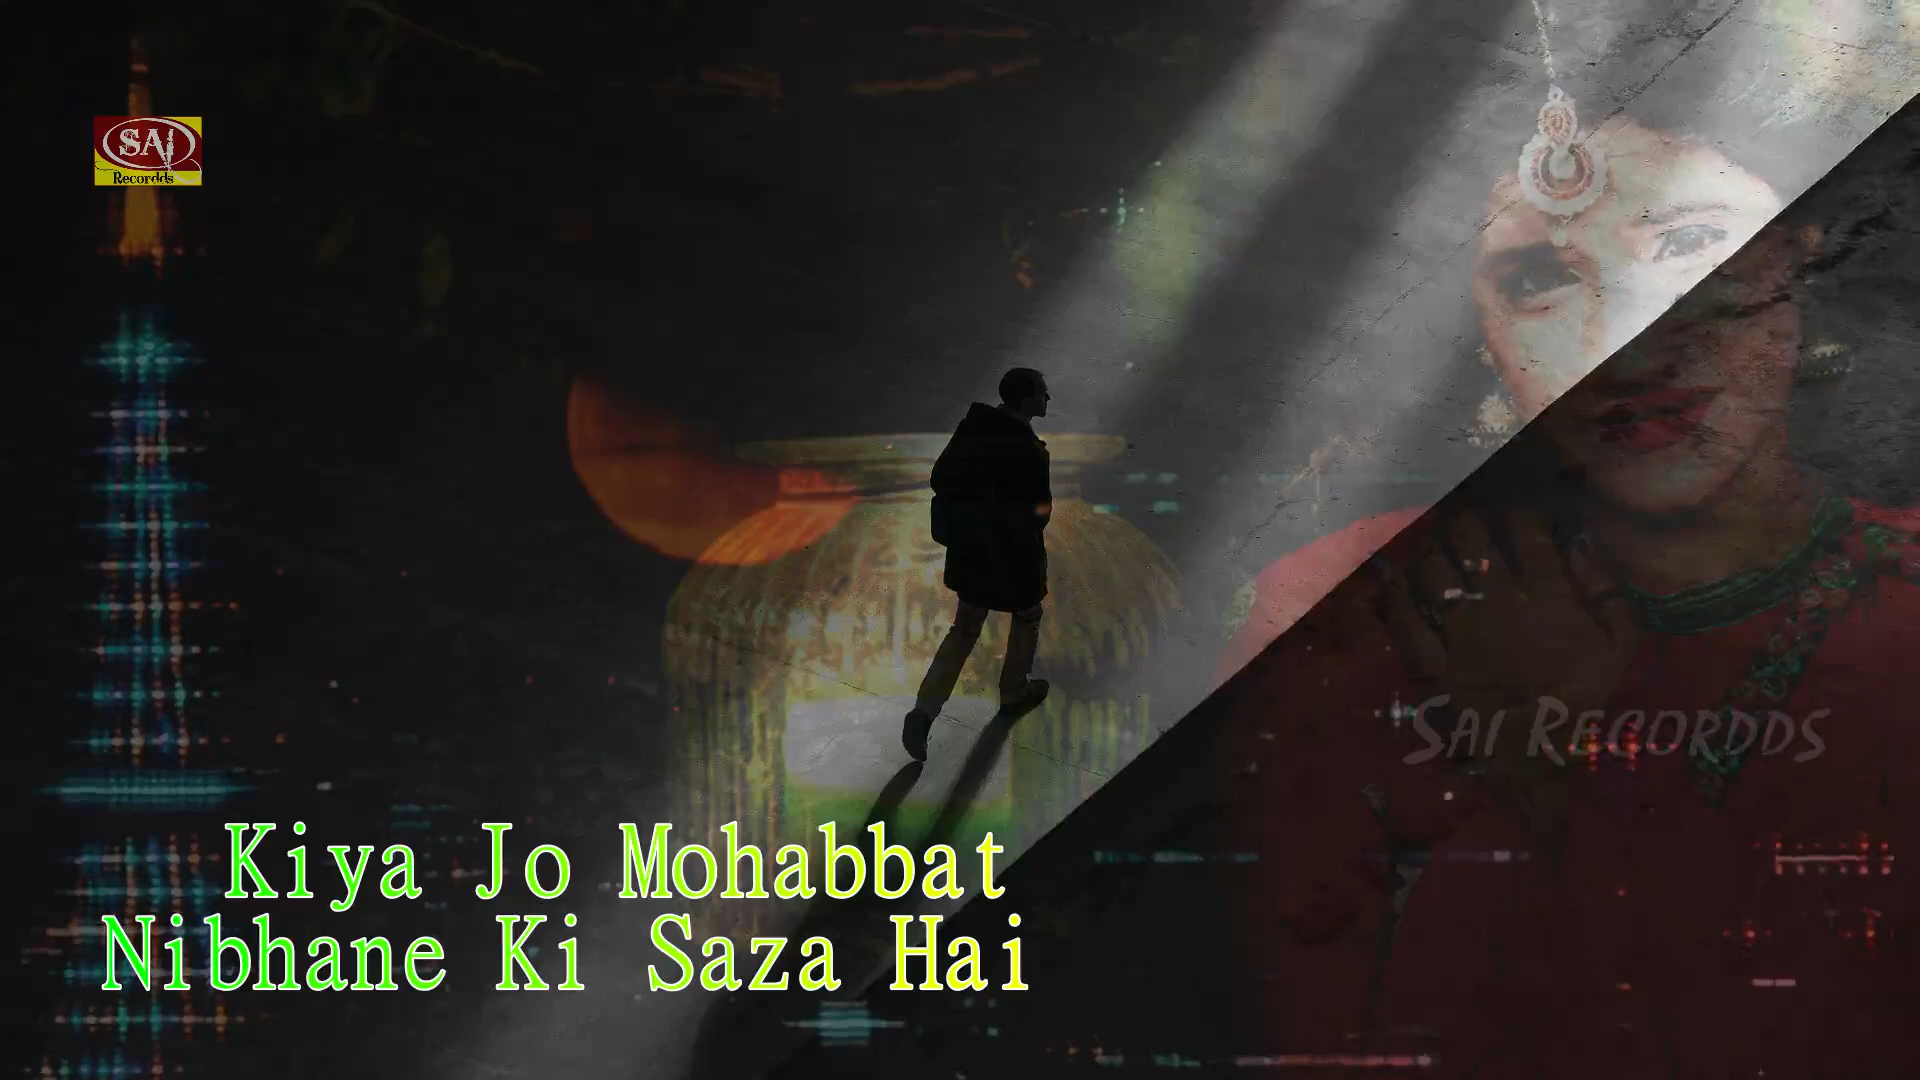 SAI
Recordds
SAI RECORDDS
Kiya Jo Mohabbat
Nibhane Ki Saza Hai